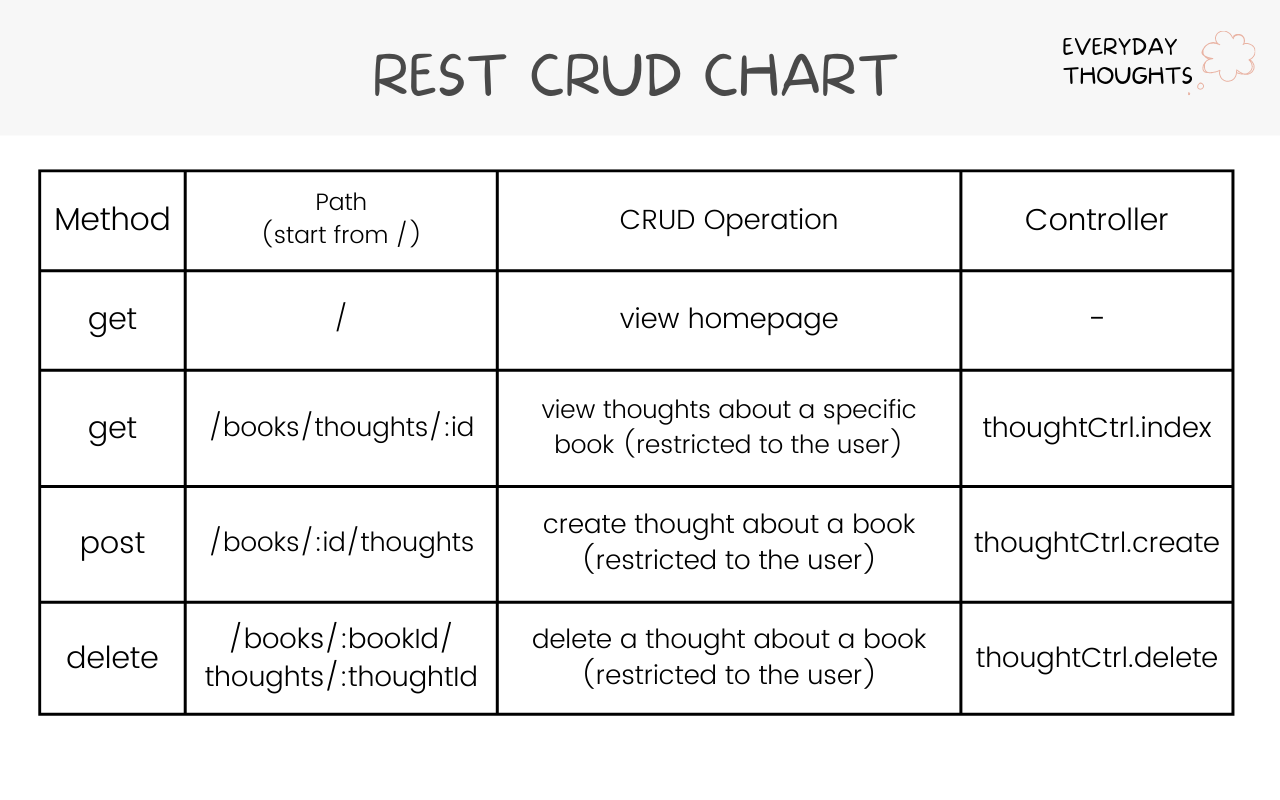 REST CRUD CHART
EVERYDAY
THOUGHTS
Method
Path
(start from /)
CRUD Operation
Controller
get
/
view homepage
-
get
/books/thoughts/:id
view thoughts about a specific
book (restricted to the user)
thoughtCtrl.index
post
/books/:id/thoughts
create thought about a book
(restricted to the user)
thoughtCtrl.create
delete
/books/:bookId/
thoughts/:thoughtId
delete a thought about a book
(restricted to the user)
thoughtCtrl.delete